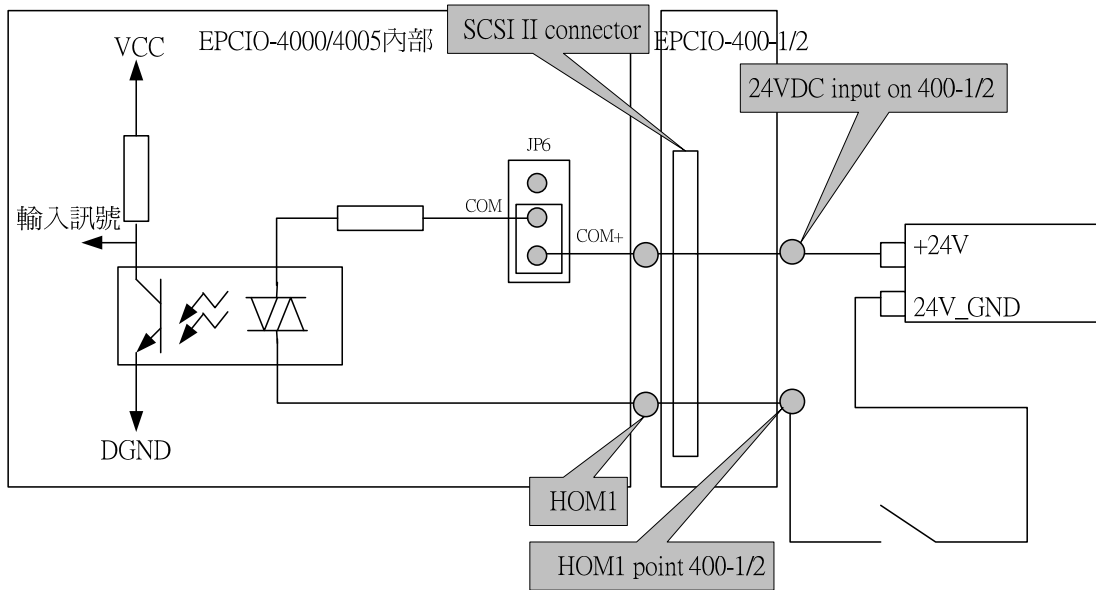 SCSI II connector
EPCIO-4000/4005內部
EPCIO-400-1/2
VCC
24VDC input on 400-1/2
JP6
輸入訊號
COM
COM+
+24V
24V_GND
DGND
HOM1
HOM1 point 400-1/2